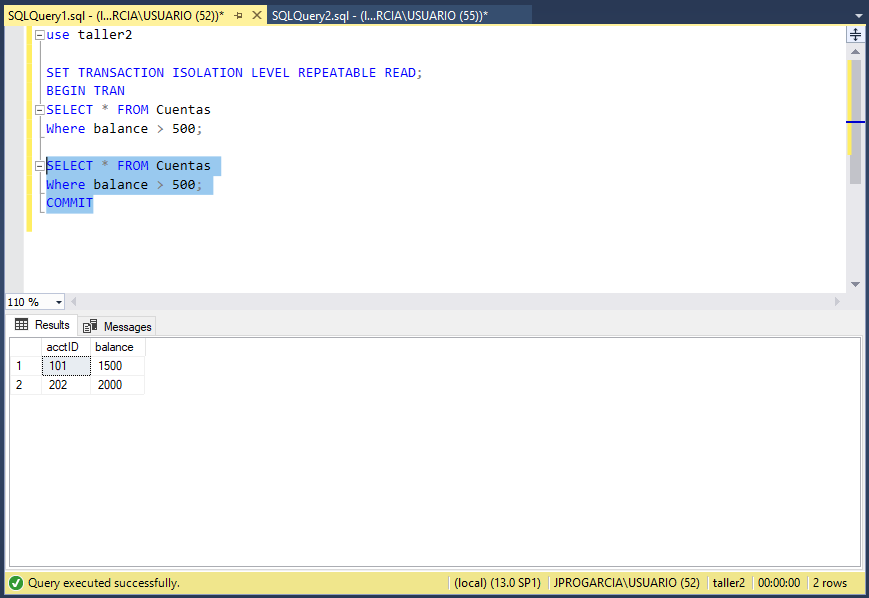 SQLQuery1.sql - (l...RCIA\USUARIO (52))* SQLQuery2.sql - (l...RCIA\USUARIO (55))*
use taller2
SET TRANSACTION ISOLATION LEVEL REPEATABLE READ;
BEGIN TRAN
SELECT * FROM Cuentas
Where balance > 500;
SELECT * FROM Cuentas
Where balance > 500;
COMMIT
110 %
Results Messages
acctID balance
1 101 1500
2 202 2000
Query executed successfully. (local) (13.0 SP1) JPROGARCIA\USUARIO (52) taller2 00:00:00 2 rows